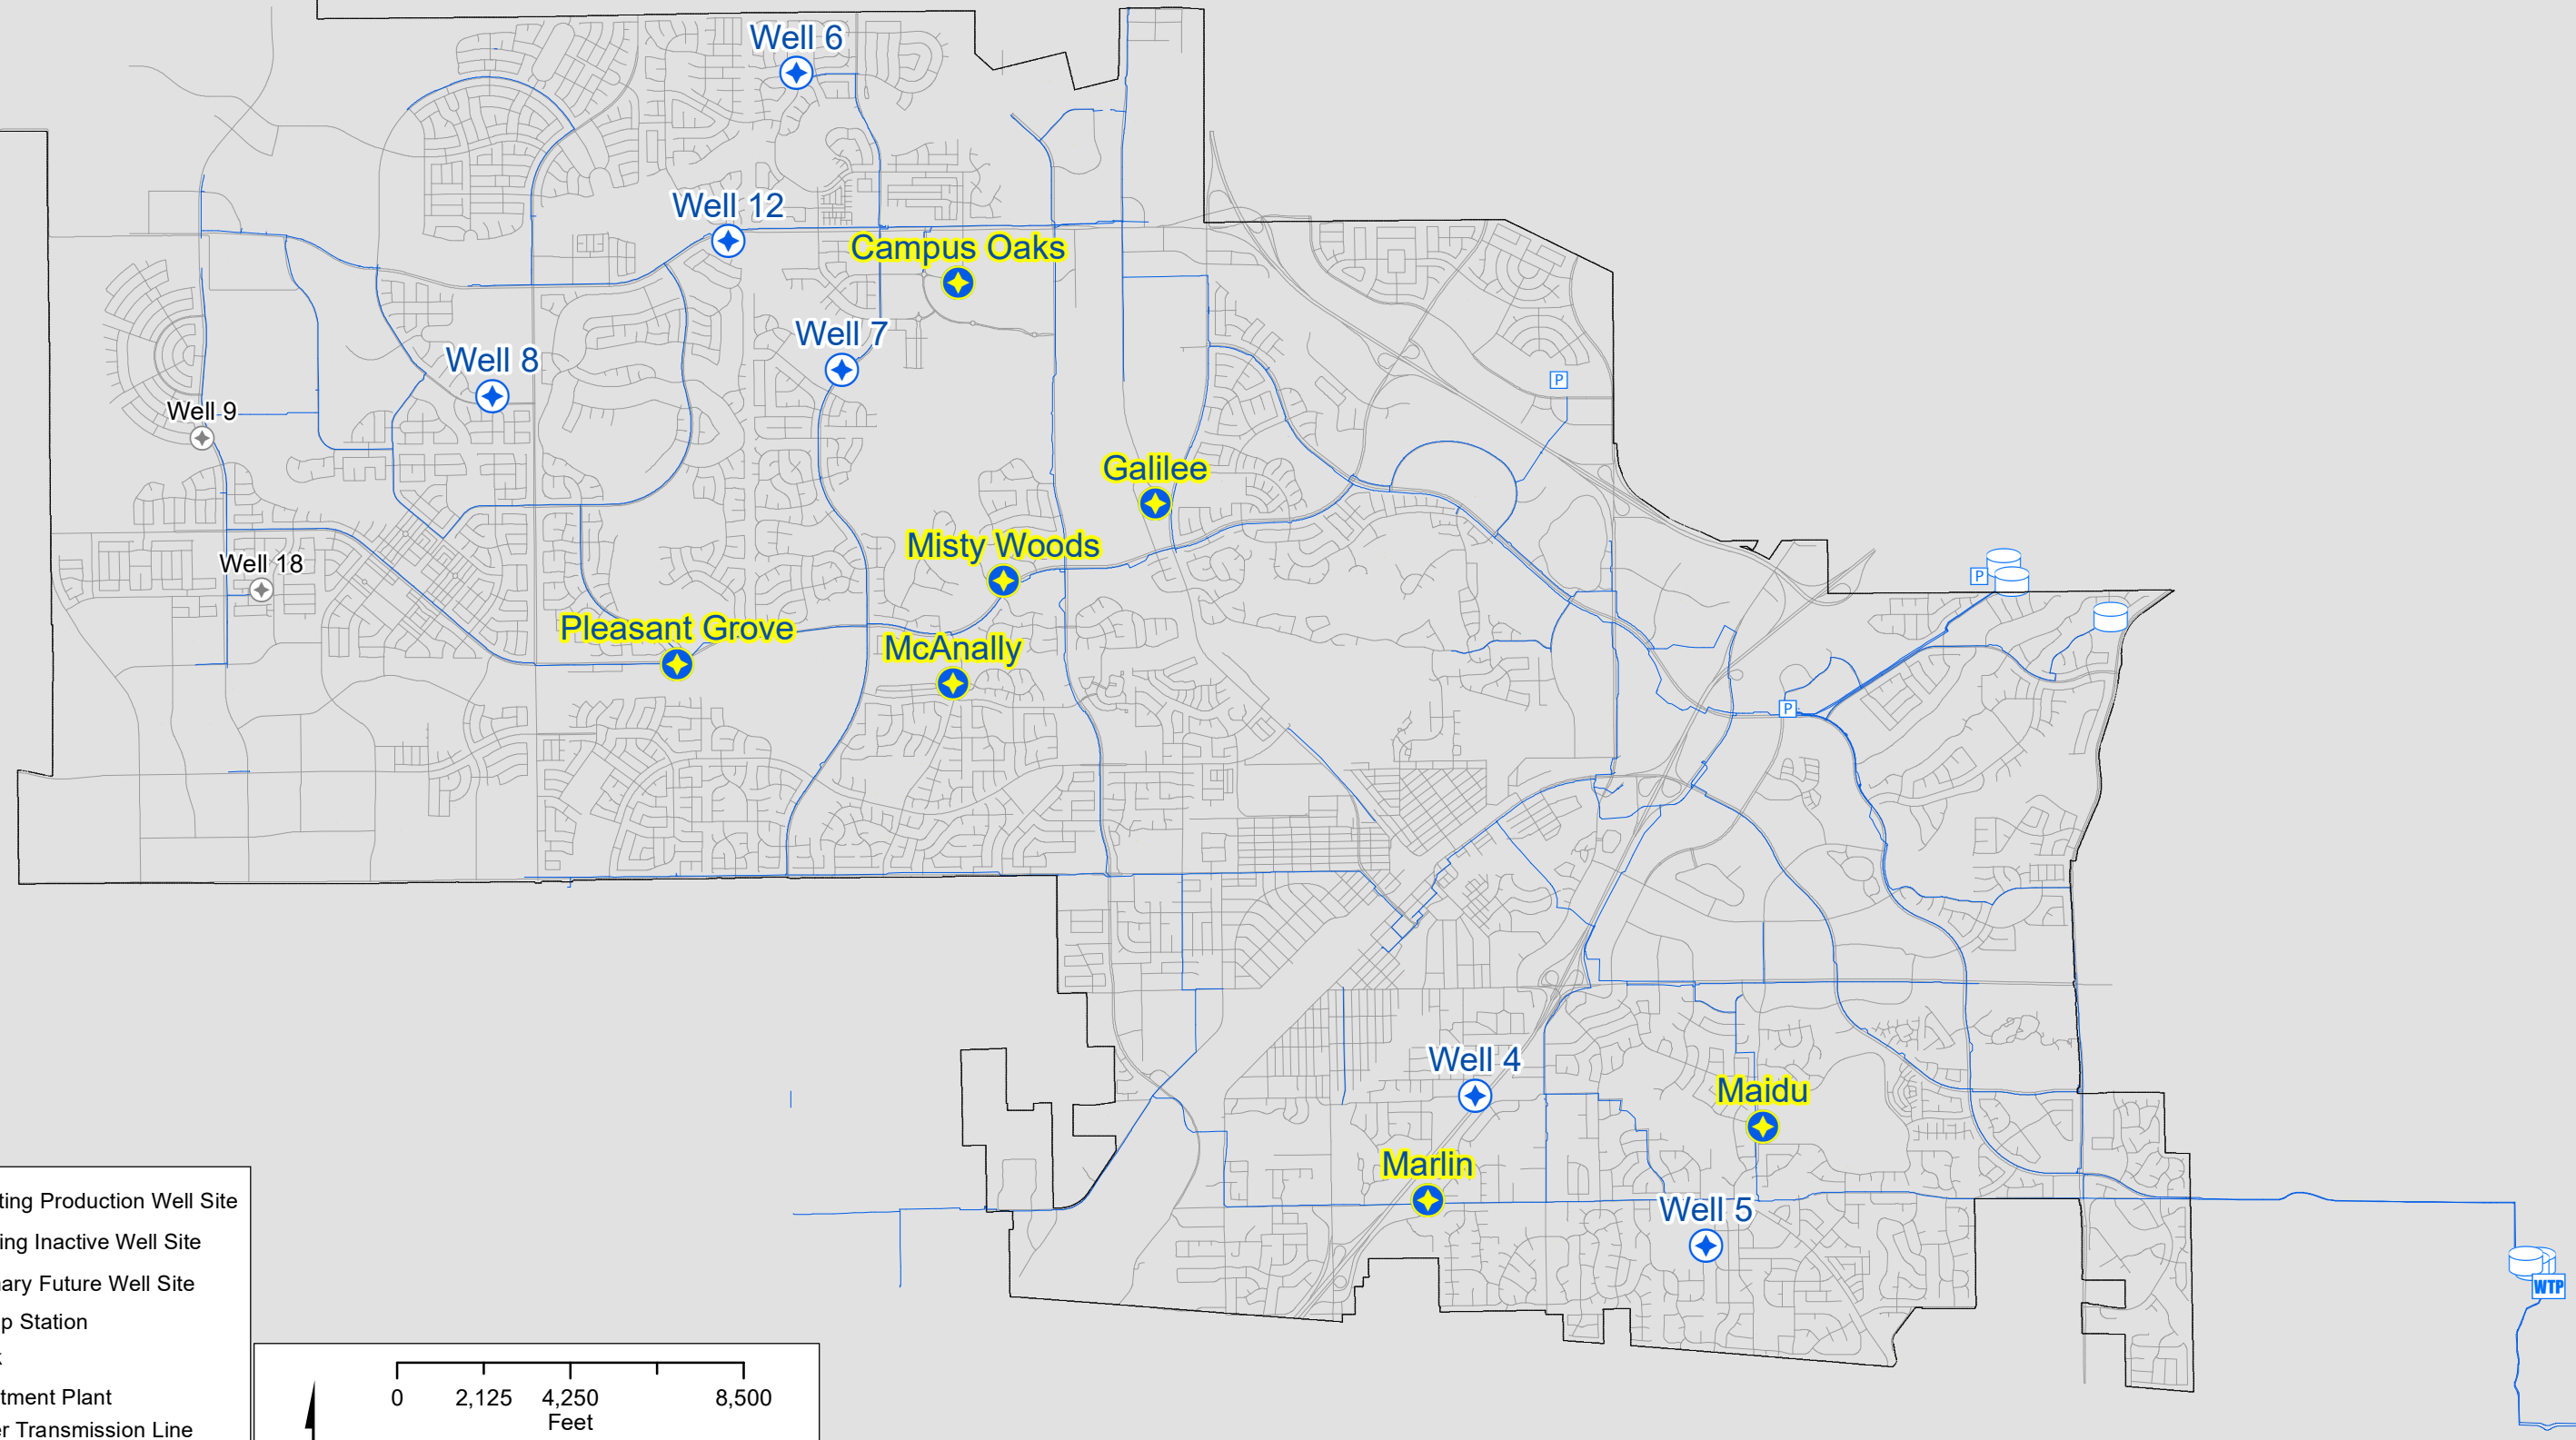 Well 6
Well 12
Campus Oaks
Well 7
Well 8
P
Well 9
Galilee
Misty Woods
Well 18
P
Pleasant Grove
McAnally
P
Well 4
Maidu
Marlin
Well 5
WTP
ting Production Well Site
ing Inactive Well Site
ary Future Well Site
p Station
tment Plant
r Transmission Line
0 2,125 4,250 8,500
Feet